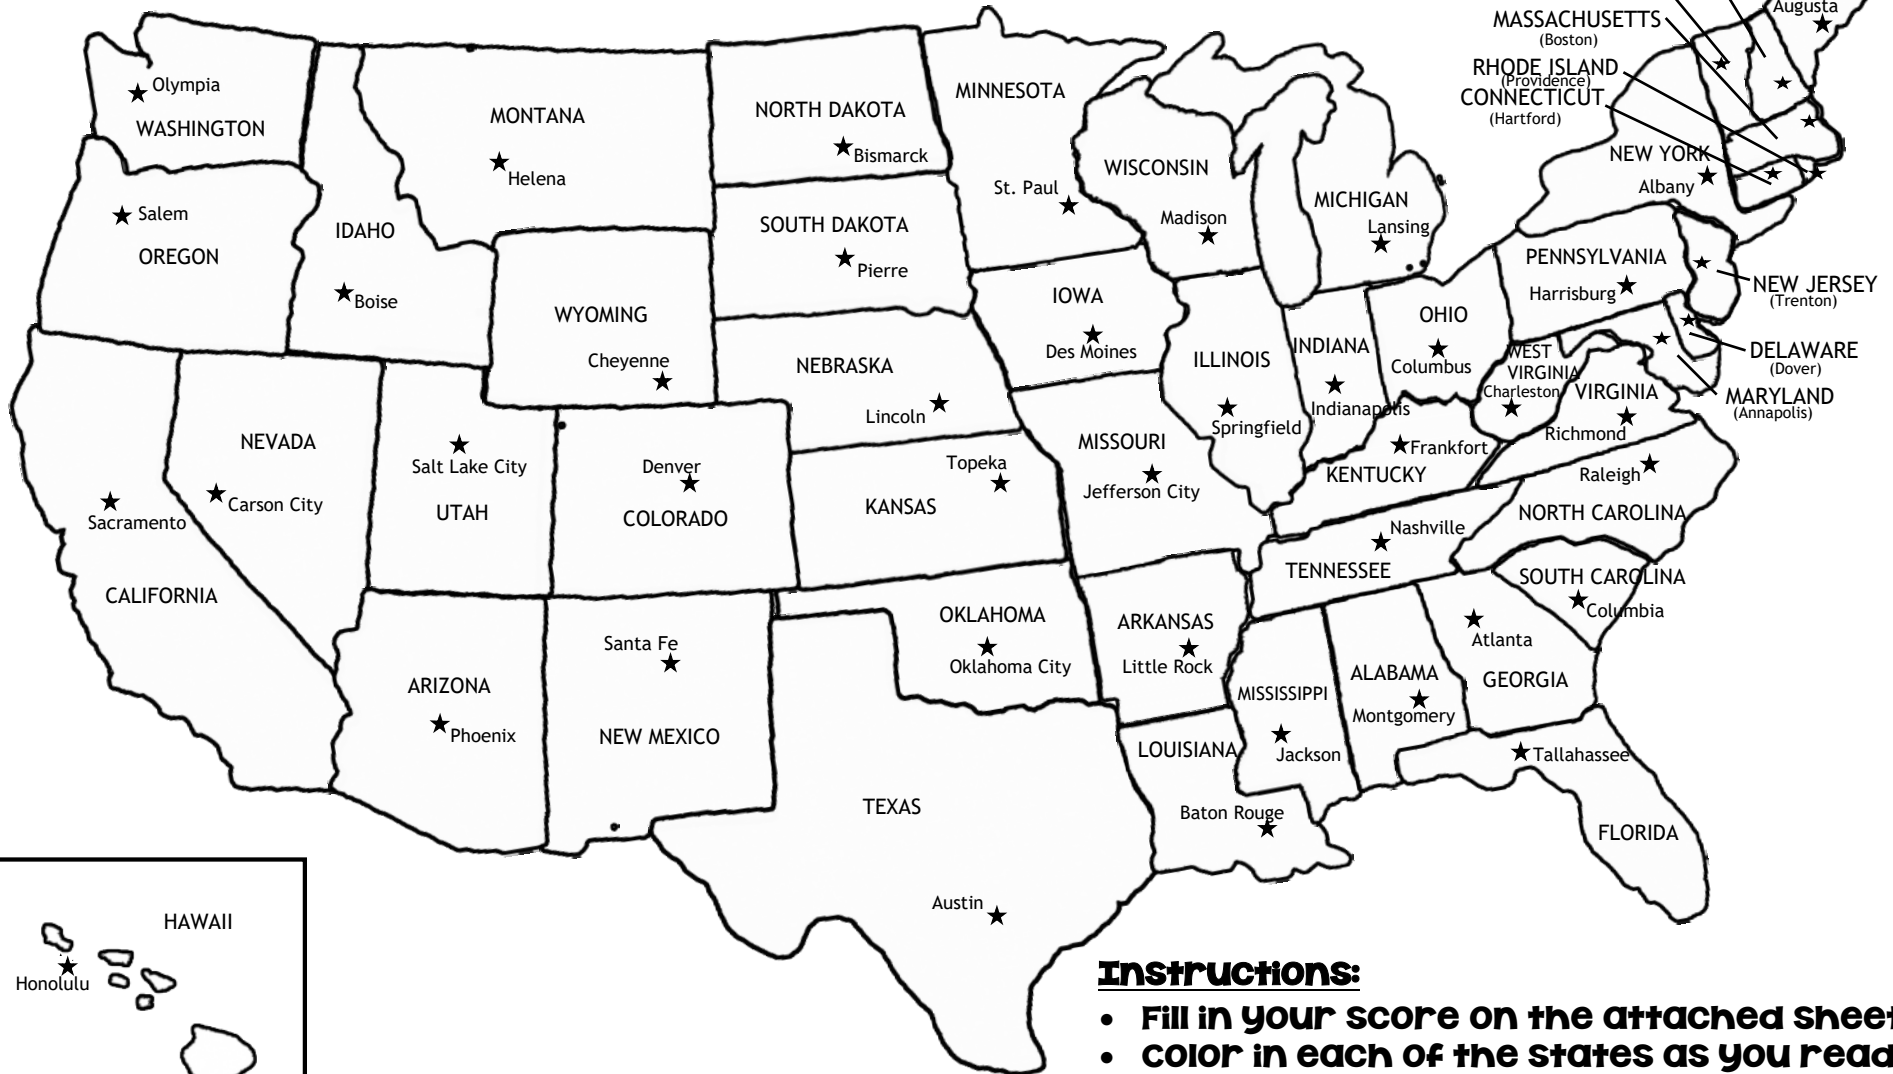 Augusta
MASSACHUSETTS
(Boston)
RHODE ISLAND
(Providence)
CONNECTICUT
(Hartford)
Olympia
WASHINGTON
MONTANA
Helena
NORTH DAKOTA
Bismarck
MINNESOTA
St. Paul
WISCONSIN
Madison
MICHIGAN
Lansing
NEW YORK
Albany
Salem
OREGON
IDAHO
Boise
SOUTH DAKOTA
Pierre
WYOMING
Cheyenne
IOWA
Des Moines
PENNSYLVANIA
Harrisburg
NEW JERSEY
(Trenton)
OHIO
Columbus
INDIANA
Indianapolis
ILLINOIS
Springfield
NEBRASKA
Lincoln
WEST
VIRGINIA
Charleston
VIRGINIA
Richmond
DELAWARE
(Dover)
MARYLAND
(Annapolis)
NEVADA
Carson City
Salt Lake City
UTAH
Denver
COLORADO
Topeka
KANSAS
MISSOURI
Jefferson City
Frankfort
KENTUCKY
Raleigh
NORTH CAROLINA
Sacramento
CALIFORNIA
Nashville
TENNESSEE
SOUTH CAROLINA
Columbia
OKLAHOMA
Oklahoma City
ARKANSAS
Little Rock
Atlanta
GEORGIA
Santa Fe
NEW MEXICO
ARIZONA
Phoenix
MISSISSIPPI
Jackson
ALABAMA
Montgomery
LOUISIANA
Baton Rouge
Tallahassee
FLORIDA
TEXAS
Austin
HAWAII
Honolulu
Instructions:
• Fill in your score on the attached sheet
• Color in each of the states as you read